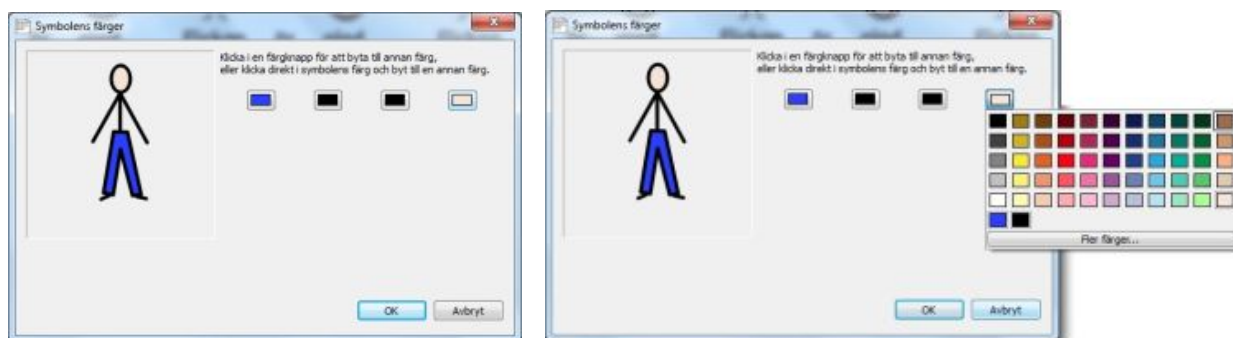 Symbolens färger
Klicka i en färgknapp för att byta till annan färg,
eller klicka direkt i symbolens färg och byt till en annan färg.
OK
Avbryt
Symbolens färger
Klicka i en färgknapp för att byta till annan färg,
eller klicka direkt i symbolens färg och byt till en annan färg.
Fler färger...
OK
Avbryt